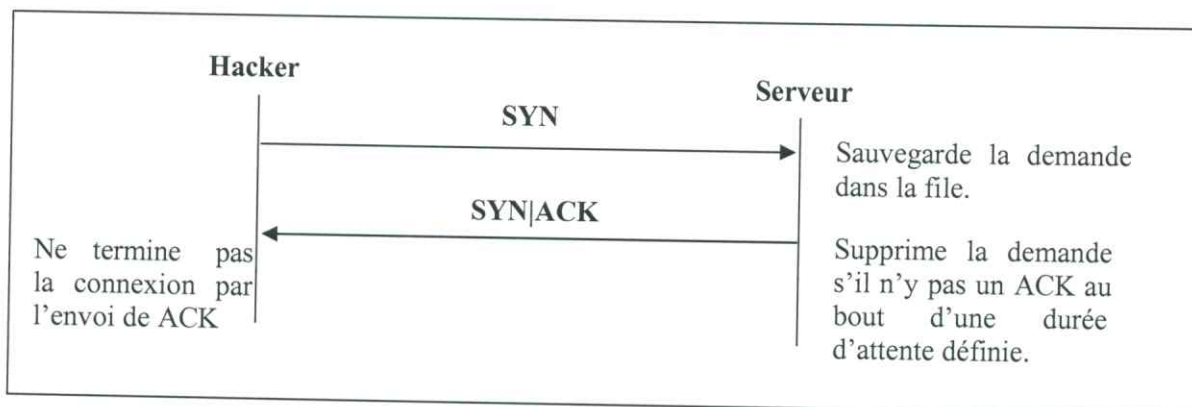 Hacker
Serveur
SYN
Sauvegarde la demande
dans la file.
SYN|ACK
Ne termine pas
la connexion par
l'envoi de ACK
Supprime la demande
s'il n'y pas un ACK au
bout d'une durée
d'attente définie.